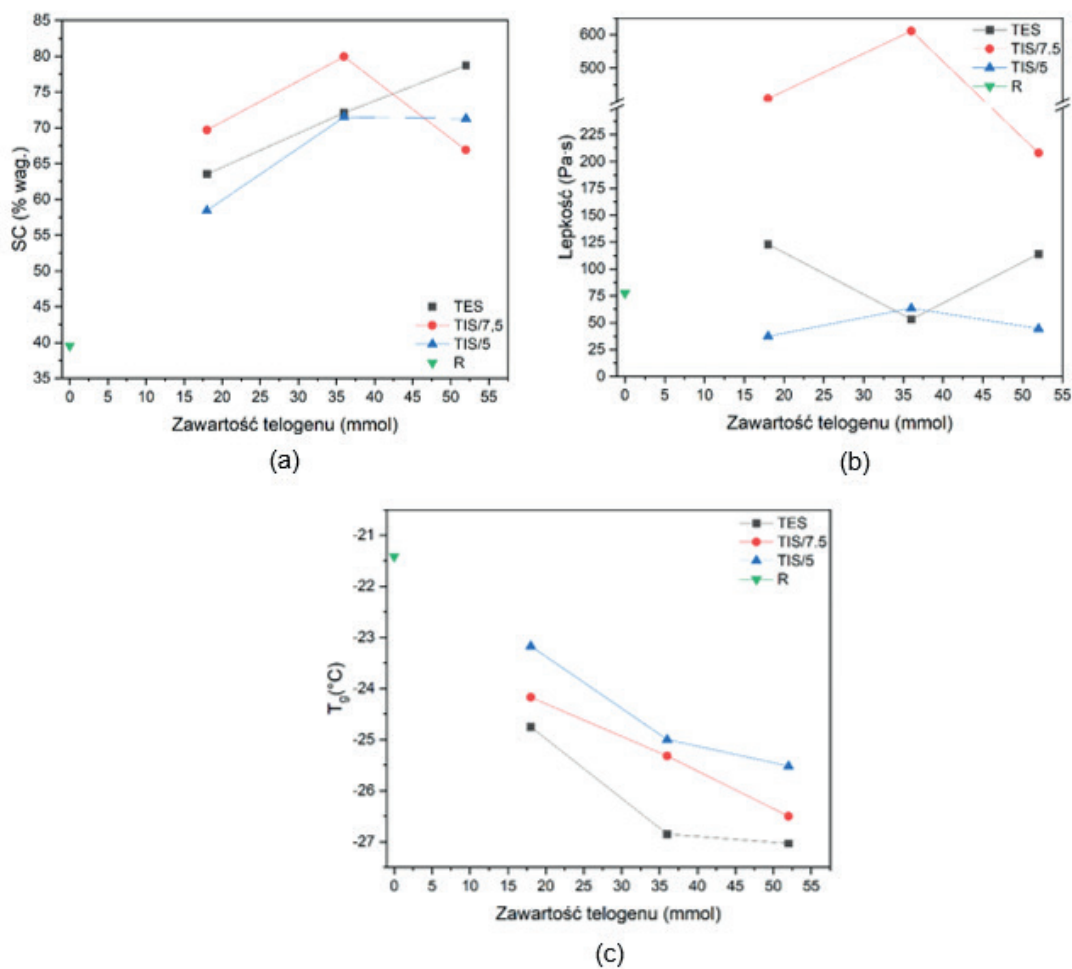 85
80
75
70
65
60
55
50
45
40
35
SC (% wag.)
TES
TIS/7,5
TIS/5
R
0 5 10 15 20 25 30 35 40 45 50 55
Zawartość telogenu (mmol)
(a)
600
500
225
200
175
150
125
100
75
50
25
0
Lepkość (Pa·s)
TES
TIS/7.5
TIS/5
R
0 5 10 15 20 25 30 35 40 45 50 55
Zawartość telogenu (mmol)
(b)
-21
-22
-23
-24
-25
-26
-27
Tg(°C)
TES
TIS/7.5
TIS/5
R
0 5 10 15 20 25 30 35 40 45 50 55
Zawartość telogenu (mmol)
(c)